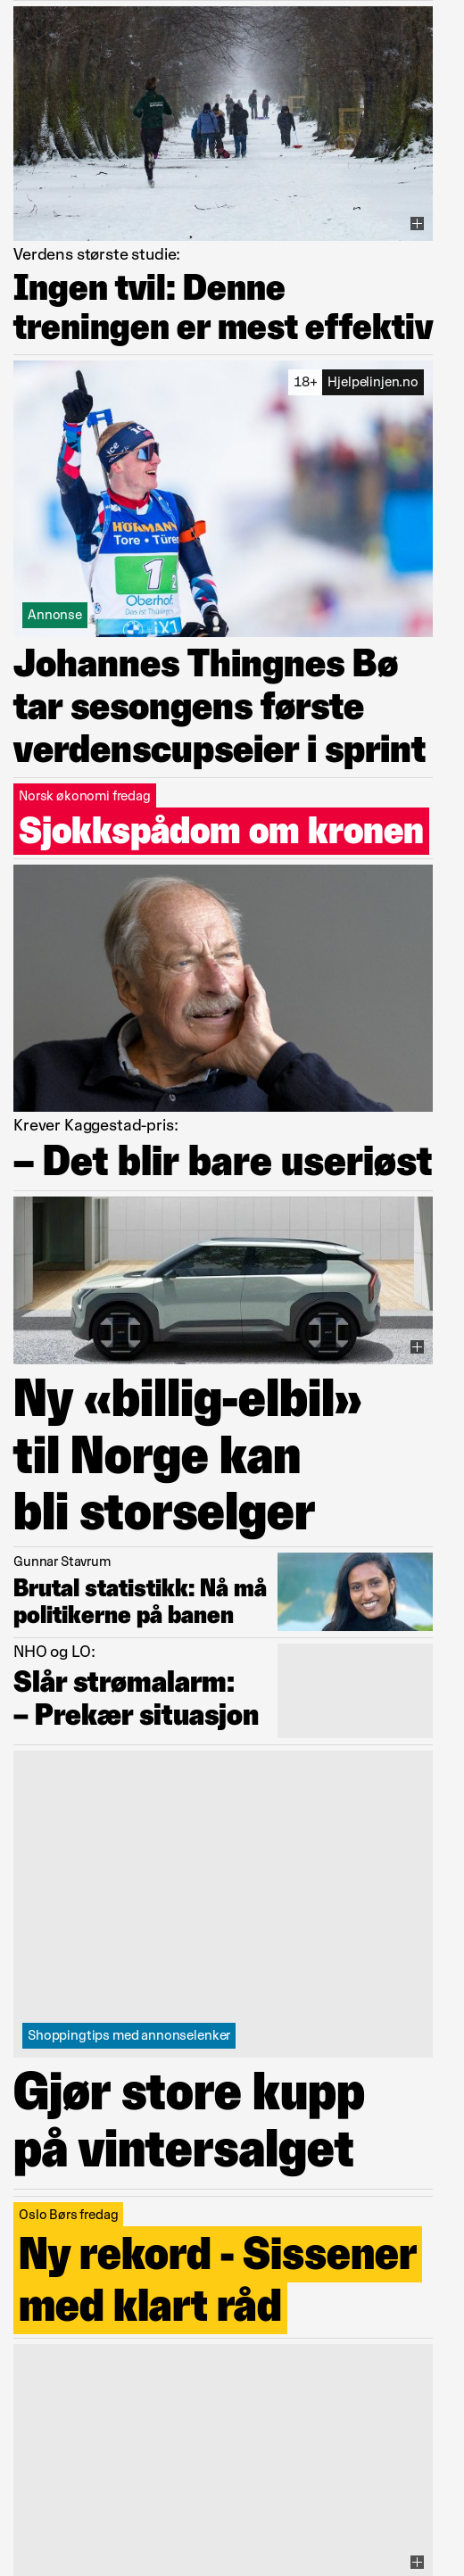 Verdens største studie:
Ingen tvil: Denne
treningen er mest effektiv
18+ Hjelpelinjen.no
ice
HÖRMANN
Tore • Türen
1 2
Oberhof
Das ist Thüringen
Annonse
Johannes Thingnes Bø
tar sesongens første
verdenscupseier i sprint
Norsk økonomi fredag
Sjokkspådom om kronen
Krever Kaggestad-pris:
– Det blir bare useriøst
Ny «billig-elbil»
til Norge kan
bli storselger
Gunnar Stavrum
Brutal statistikk: Nå må
politikerne på banen
NHO og LO:
Slår strømalarm:
– Prekær situasjon
Shoppingtips med annonselenker
Gjør store kupp
på vintersalget
Oslo Børs fredag
Ny rekord - Sissener
med klart råd